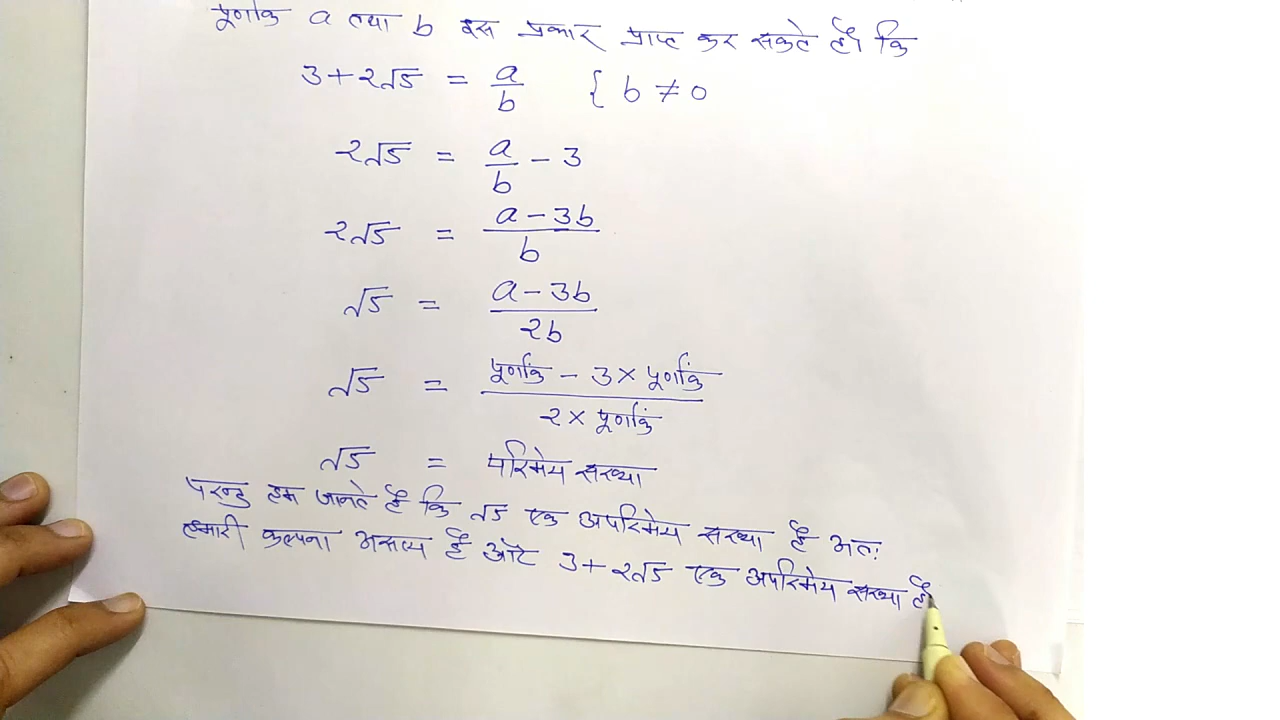 पूर्णांक a तथा b इस प्रकार प्राप्त कर सकते हैं कि
3+2√5 = a/b { b ≠ 0
2√5 = a/b - 3
2√5 = (a - 3b)/b
√5 = (a - 3b)/2b
√5 = (पूर्णांक - 3 × पूर्णांक)/(2 × पूर्णांक)
√5 = परिमेय संख्या
परन्तु हम जानते है कि √5 एक अपरिमेय संख्या है अतः
हमारी कल्पना असत्य है और 3+2√5 एक अपरिमेय संख्या है